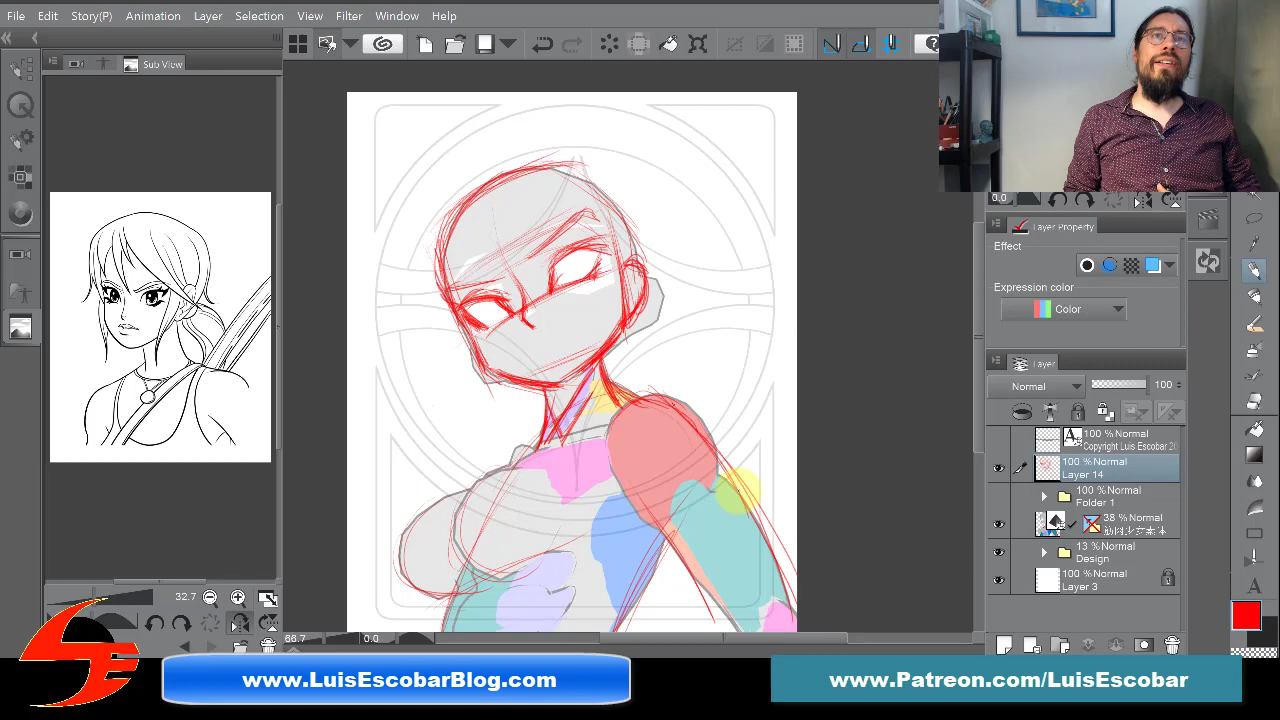 File Edit Story(P) Animation Layer Selection View Filter Window Help
Sub View
0.0
Layer Property
Effect
Expression color
Color
Layer
Normal 100
100 % Normal
Copyright Luis Escobar 20
100 % Normal
Layer 14
100 % Normal
Folder 1
38 % Normal
13 % Normal
Design
100 % Normal
Layer 3
32.7
66.7 0.0
www.LuisEscobarBlog.com
www.Patreon.com/LuisEscobar